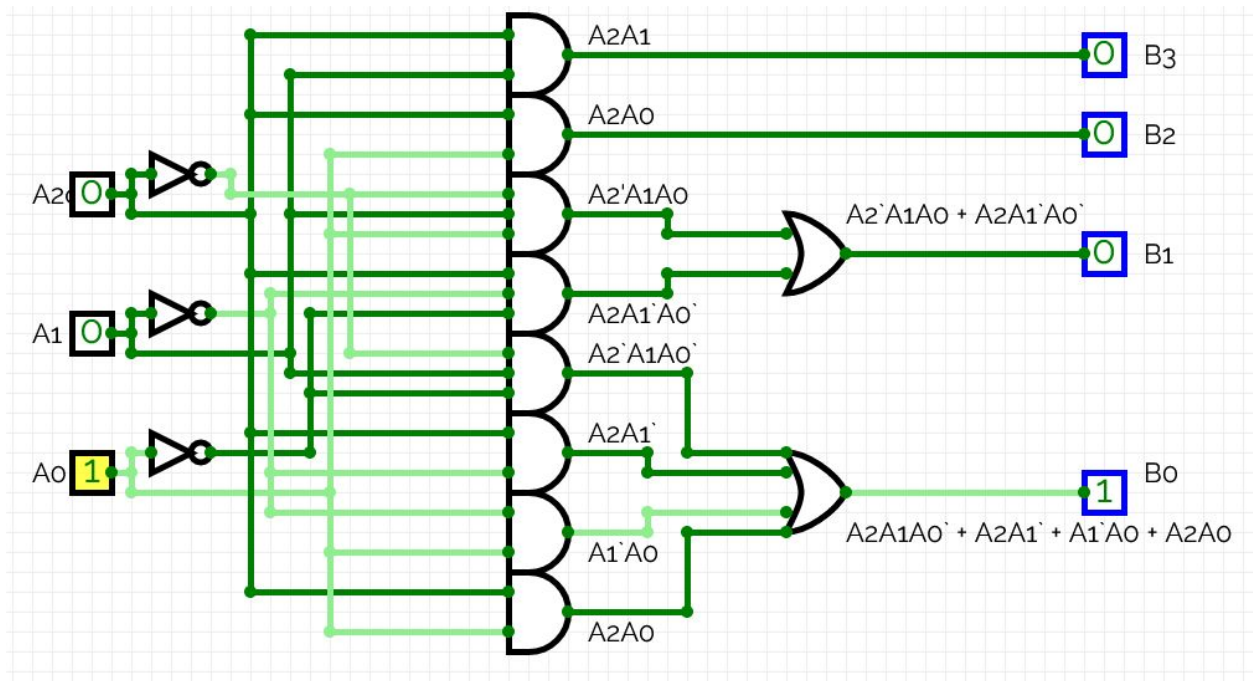 A2A1
0 B3
A2A0
0 B2
A2 0
A2'A1A0
A2`A1A0 + A2A1`A0`
0 B1
A2A1`A0`
A1 0
A2`A1A0`
A2A1`
A0 1
1 B0
A2A1A0` + A2A1` + A1`A0 + A2A0
A1`A0
A2A0